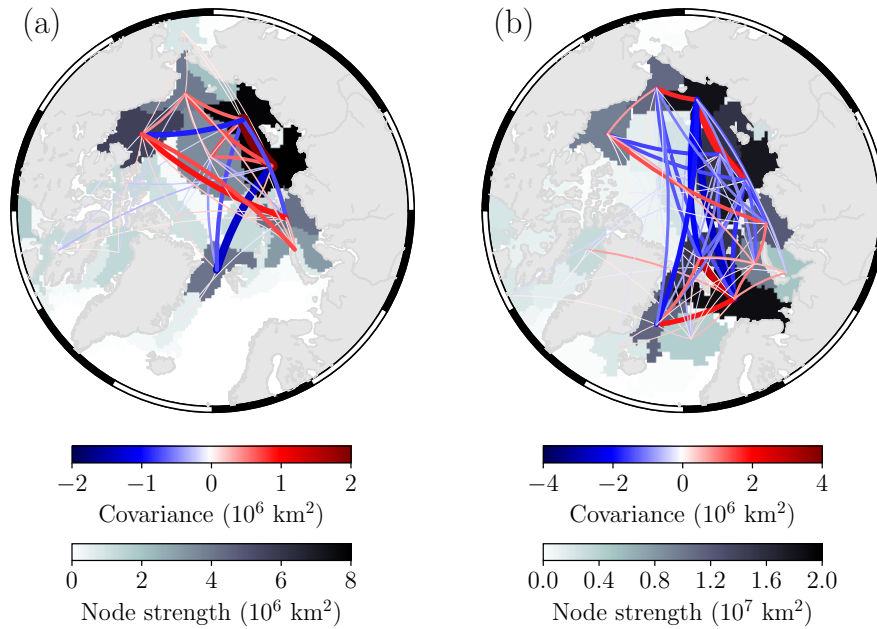 (a)
(b)
−2 −1 0 1 2
Covariance (10⁶ km²)
0 2 4 6 8
Node strength (10⁶ km²)
−4 −2 0 2 4
Covariance (10⁶ km²)
0.0 0.4 0.8 1.2 1.6 2.0
Node strength (10⁷ km²)